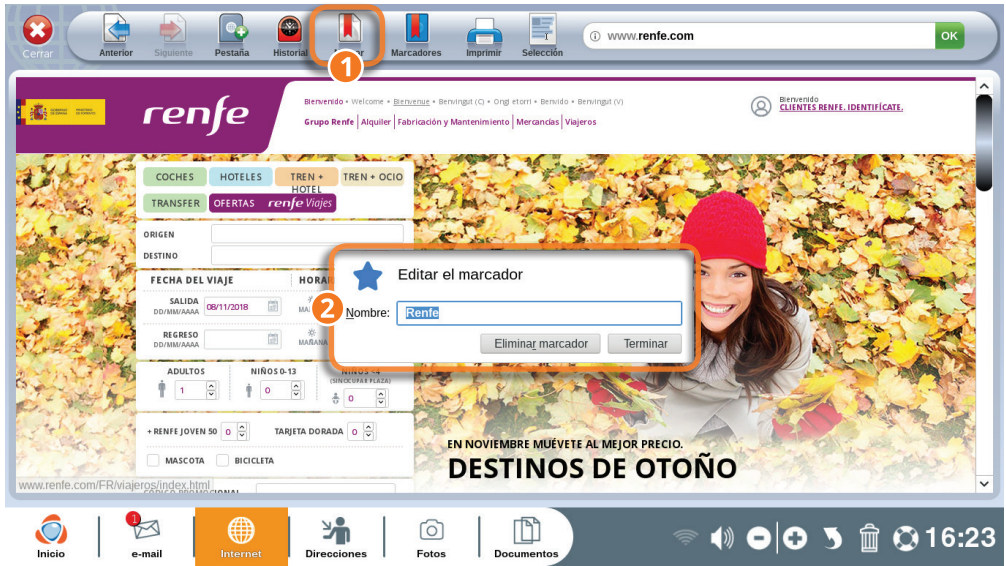 Cerrar
Anterior
Siguiente
Pestaña
Historial
Marcadores
Imprimir
Selección
www.renfe.com
OK
1
renfe
Bienvenido • Welcome • Bienvenue • Benvingut (C) • Ongi etorri • Benvido • Benvingut (V)
Grupo Renfe | Alquiler | Fabricación y Mantenimiento | Mercancías | Viajeros
Bienvenido
CLIENTES RENFE. IDENTIFÍCATE.
COCHES
HOTELES
TREN + HOTEL
TREN + OCIO
TRANSFER
OFERTAS renfe Viajes
ORIGEN
DESTINO
FECHA DEL VIAJE
SALIDA
DD/MM/AAAA
08/11/2018
REGRESO
DD/MM/AAAA
MAÑANA
2
Editar el marcador
Nombre:
Renfe
Eliminar marcador
Terminar
ADULTOS
1
NIÑOS 0-13
0
NIÑOS <4
(SIN OCUPAR PLAZA)
0
+ RENFE JOVEN 50
0
TARJETA DORADA
0
MASCOTA
BICICLETA
EN NOVIEMBRE MUÉVETE AL MEJOR PRECIO.
DESTINOS DE OTOÑO
www.renfe.com/FR/viajeros/index.html
Inicio
1
e-mail
Internet
Direcciones
Fotos
Documentos
16:23